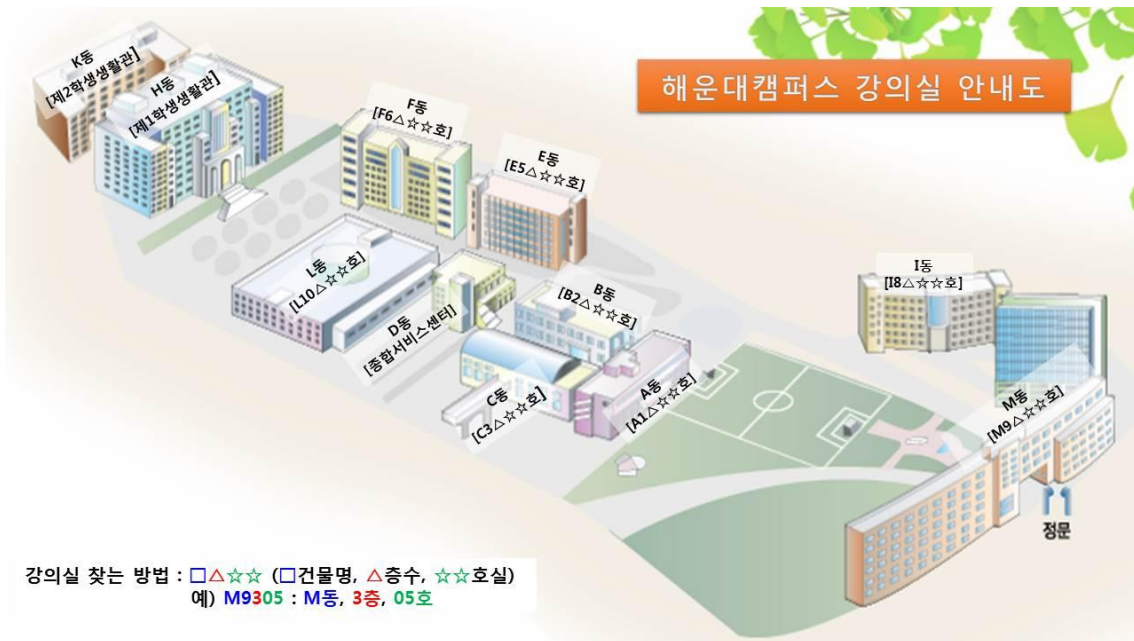 해운대캠퍼스 강의실 안내도
K동
[제2학생생활관]
H동
[제1학생생활관]
F동
[F6△☆☆호]
E동
[E5△☆☆호]
L동
[L10△☆☆호]
D동
[종합서비스센터]
B동
[B2△☆☆호]
C동
[C3△☆☆호]
A동
[A1△☆☆호]
I동
[I8△☆☆호]
M동
[M9△☆☆호]
정문
강의실 찾는 방법 : □△☆☆ (□건물명, △층수, ☆☆호실)
예) M9305 : M동, 3층, 05호